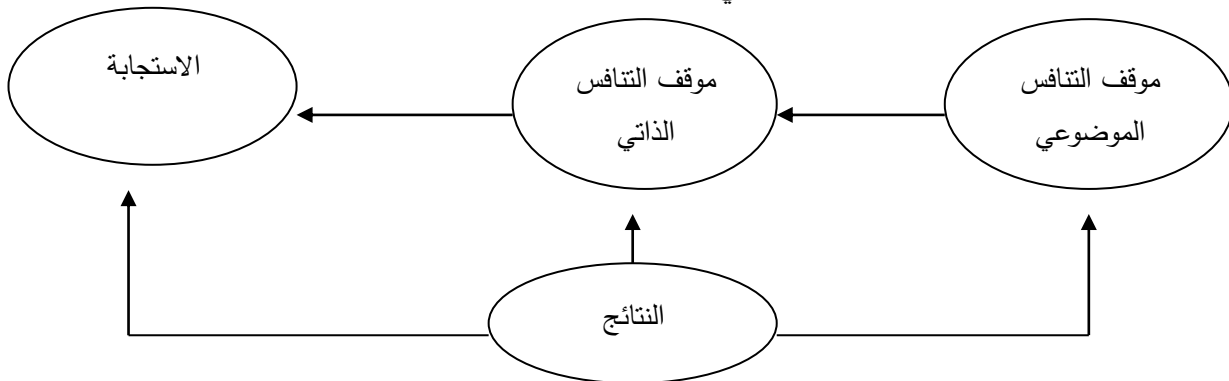 موقف التنافس
الموضوعي
موقف التنافس
الذاتي
الاستجابة
النتائج